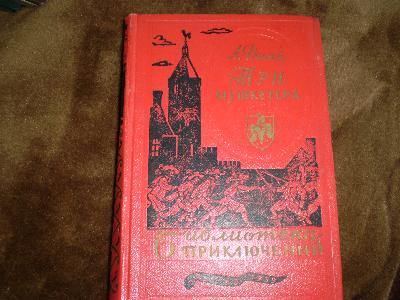 А. Дюма
Три
мушкетера
Библиотека
приключений